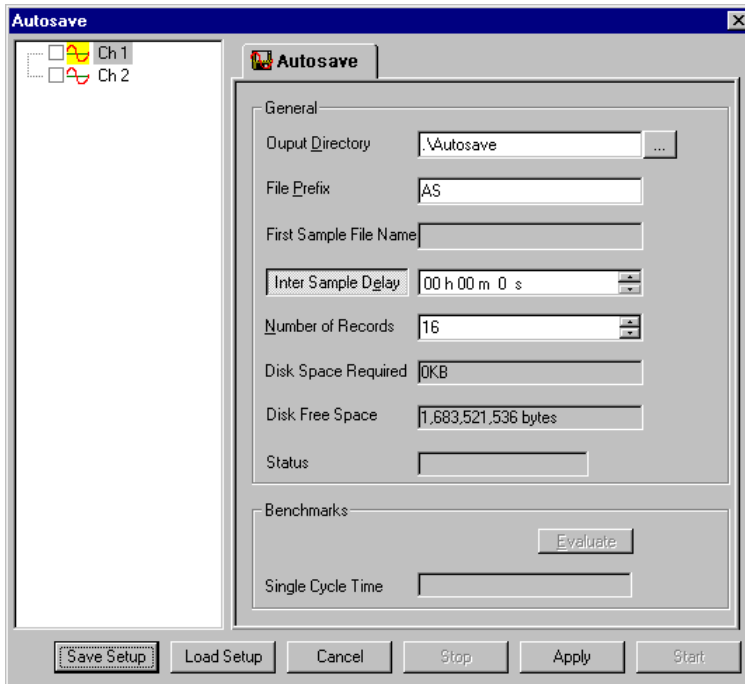 Autosave
Ch 1
Ch 2
Autosave
General
Ouput Directory
.\Autosave
...
File Prefix
AS
First Sample File Name
Inter Sample Delay
00 h 00 m 0 s
Number of Records
16
Disk Space Required
0KB
Disk Free Space
1,683,521,536 bytes
Status
Benchmarks
Evaluate
Single Cycle Time
Save Setup
Load Setup
Cancel
Stop
Apply
Start